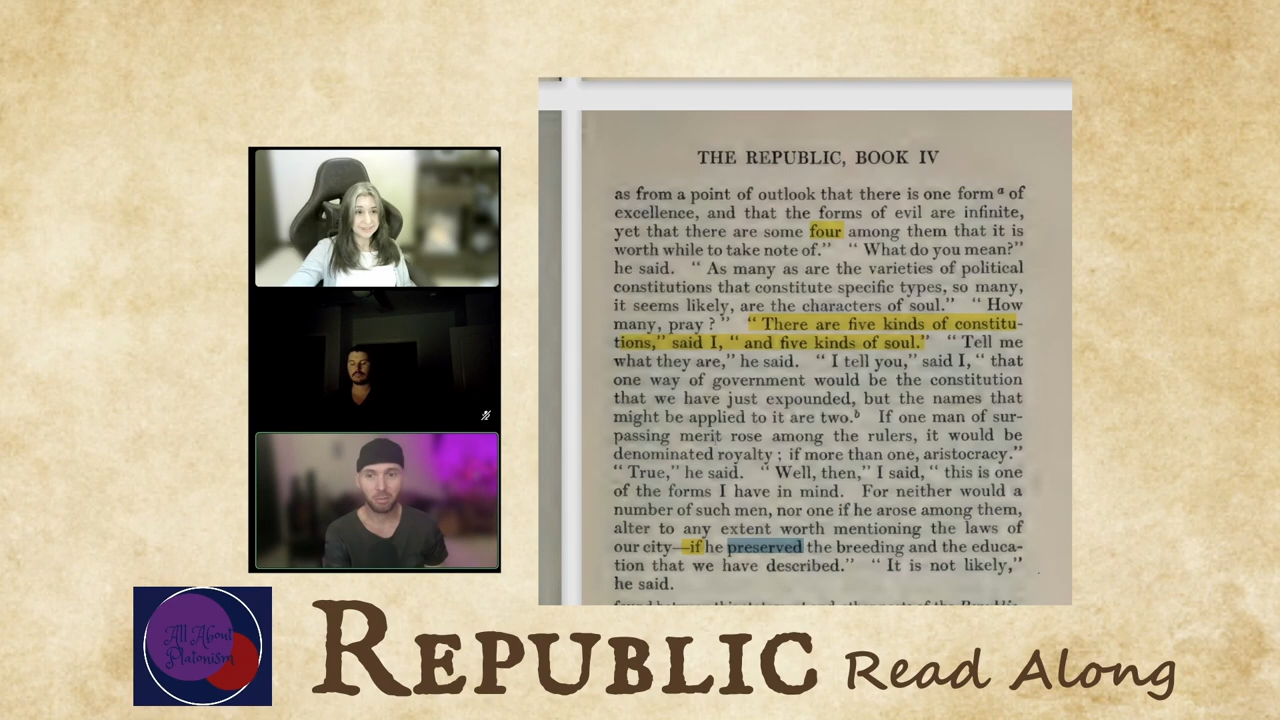 THE REPUBLIC, BOOK IV
as from a point of outlook that there is one form ᵃ of
excellence, and that the forms of evil are infinite,
yet that there are some four among them that it is
worth while to take note of.” “ What do you mean?”
he said. “ As many as are the varieties of political
constitutions that constitute specific types, so many,
it seems likely, are the characters of soul.” “ How
many, pray ? ” “ There are five kinds of constitu-
tions,” said I, “ and five kinds of soul.” “ Tell me
what they are,” he said. “ I tell you,” said I, “ that
one way of government would be the constitution
that we have just expounded, but the names that
might be applied to it are two.ᵇ If one man of sur-
passing merit rose among the rulers, it would be
denominated royalty ; if more than one, aristocracy.”
“ True,” he said. “ Well, then,” I said, “ this is one
of the forms I have in mind. For neither would a
number of such men, nor one if he arose among them,
alter to any extent worth mentioning the laws of
our city—if he preserved the breeding and the educa-
tion that we have described.” “ It is not likely,”
he said.
All About
Platonism
REPUBLIC Read Along